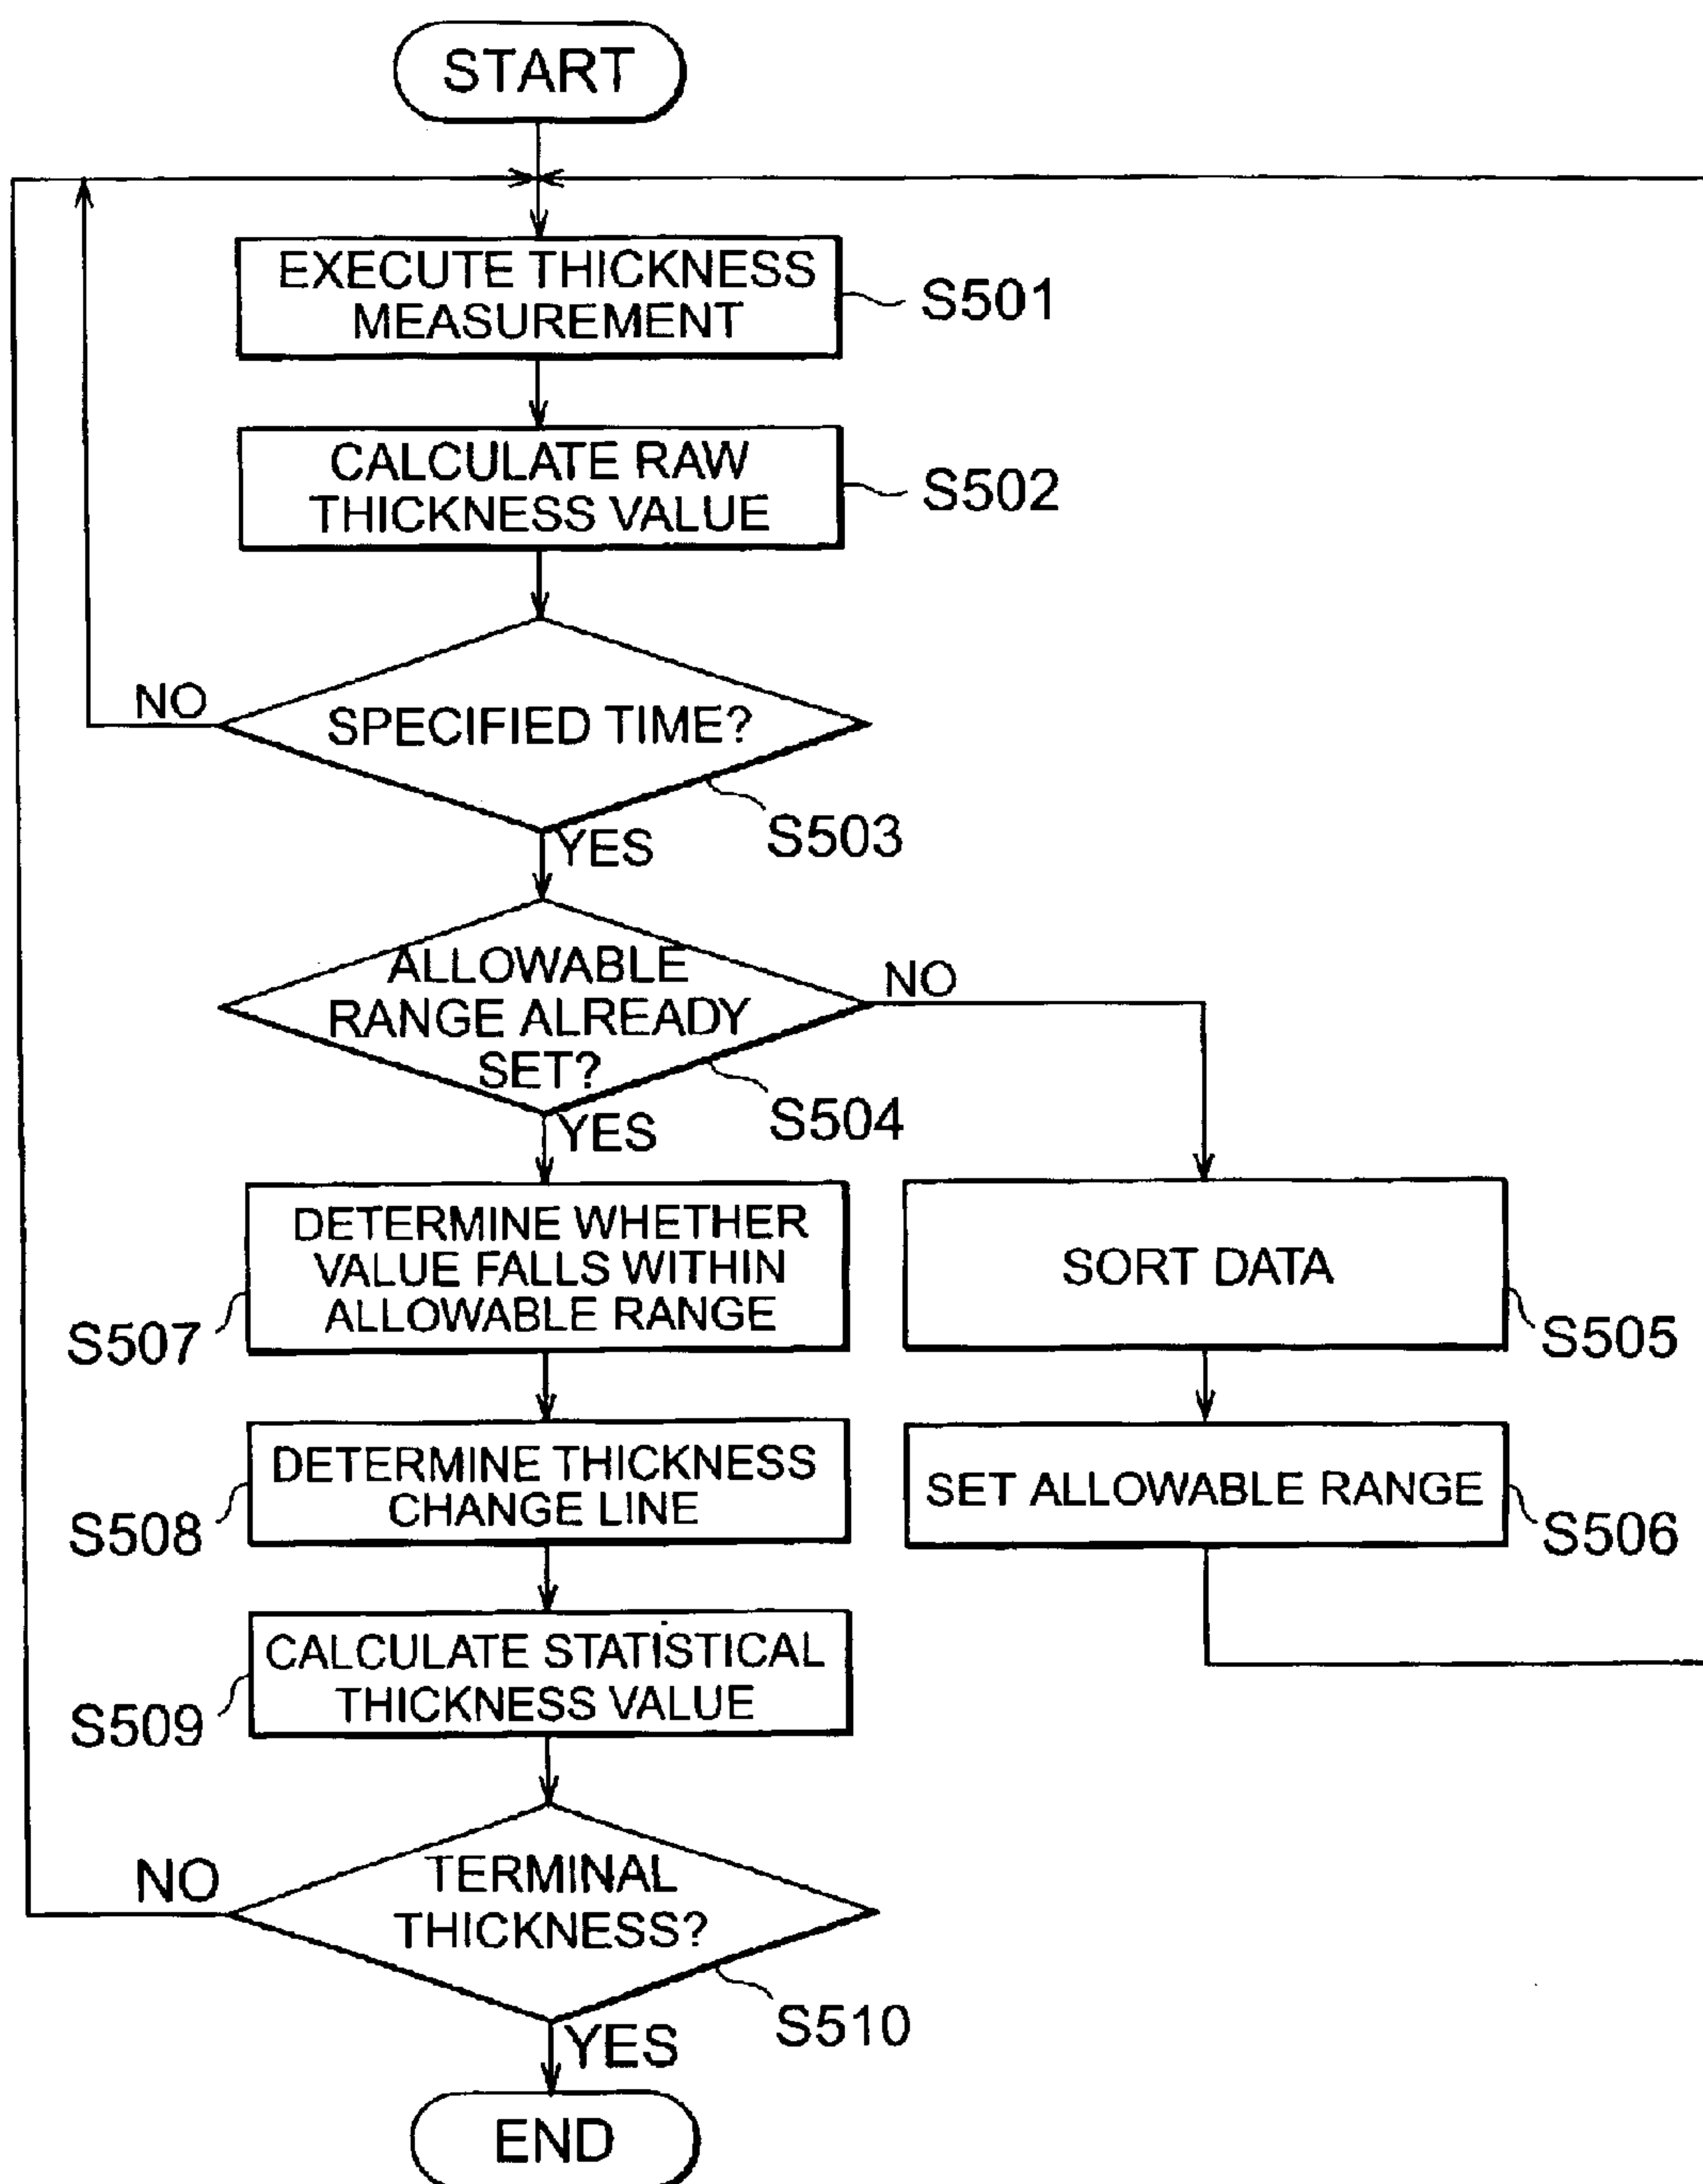 START
EXECUTE THICKNESS
MEASUREMENT
S501
CALCULATE RAW
THICKNESS VALUE
S502
NO
SPECIFIED TIME?
S503
YES
ALLOWABLE
RANGE ALREADY
SET?
NO
S504
YES
DETERMINE WHETHER
VALUE FALLS WITHIN
ALLOWABLE RANGE
S507
SORT DATA
S505
DETERMINE THICKNESS
CHANGE LINE
S508
SET ALLOWABLE RANGE
S506
CALCULATE STATISTICAL
THICKNESS VALUE
S509
NO
TERMINAL
THICKNESS?
S510
YES
END